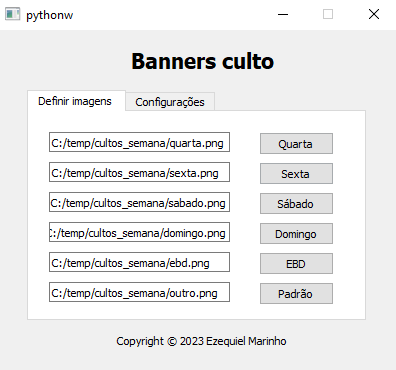 pythonw
Banners culto
Definir imagens Configurações
C:/temp/cultos_semana/quarta.png Quarta
C:/temp/cultos_semana/sexta.png Sexta
C:/temp/cultos_semana/sabado.png Sábado
C:/temp/cultos_semana/domingo.png Domingo
C:/temp/cultos_semana/ebd.png EBD
C:/temp/cultos_semana/outro.png Padrão
Copyright © 2023 Ezequiel Marinho